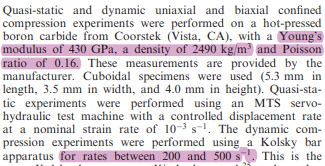 Quasi-static and dynamic uniaxial and biaxial confined
compression experiments were performed on a hot-pressed
boron carbide from Coorstek (Vista, CA), with a Young's
modulus of 430 GPa, a density of 2490 kg/m³ and Poisson
ratio of 0.16. These measurements are provided by the
manufacturer. Cuboidal specimens were used (5.3 mm in
length, 3.5 mm in width, and 4.0 mm in height). Quasi-sta-
tic experiments were performed using an MTS servo-
hydraulic test machine with a controlled displacement rate
at a nominal strain rate of 10⁻³ s⁻¹. The dynamic com-
pression experiments were performed using a Kolsky bar
apparatus for rates between 200 and 500 s⁻¹. This is the